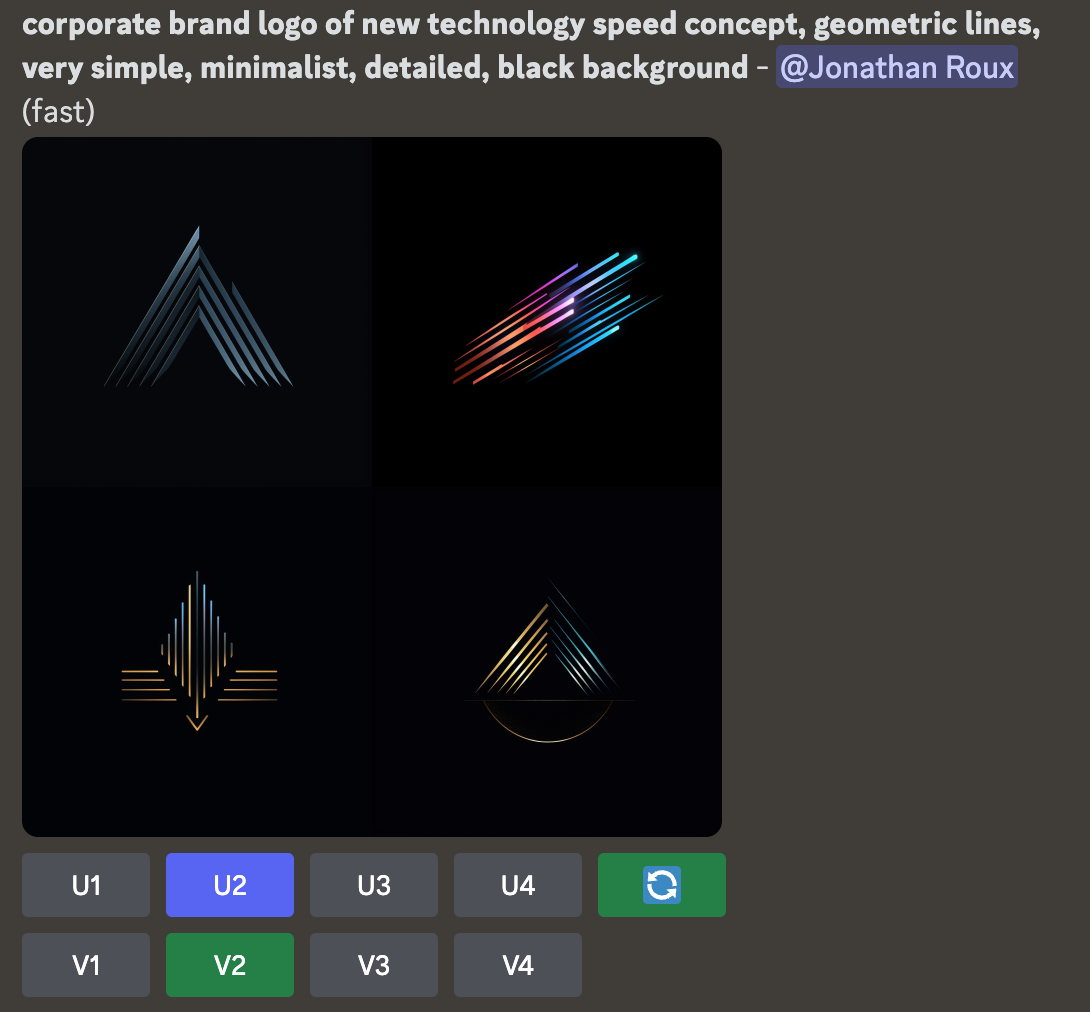 corporate brand logo of new technology speed concept, geometric lines,
very simple, minimalist, detailed, black background - @Jonathan Roux
(fast)
U1 U2 U3 U4
V1 V2 V3 V4